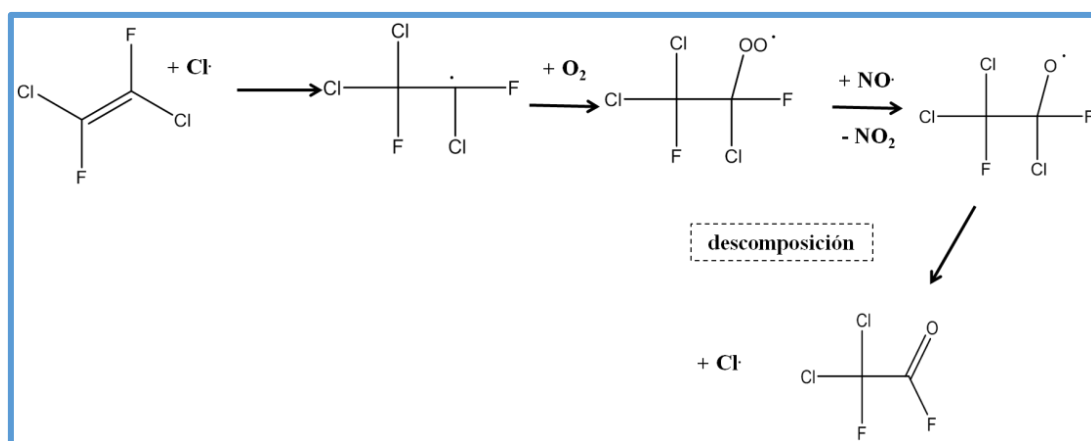 F
Cl
Cl
F
+ Cl·
Cl
Cl
·
F
F
Cl
+ O2
Cl
OO·
Cl
F
F
Cl
+ NO·
- NO2
Cl
O·
Cl
F
F
Cl
descomposición
+ Cl·
Cl
O
Cl
F
F